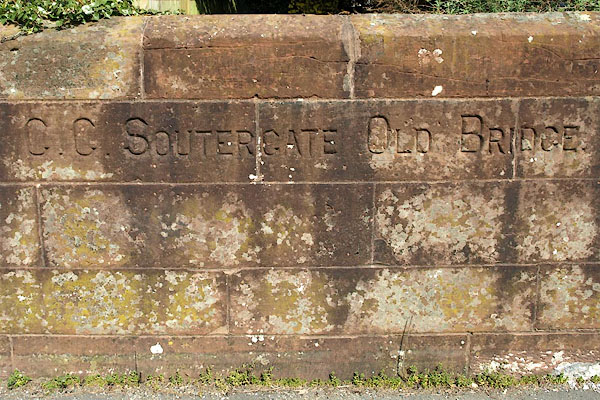 C.C. SOUTERGATE OLD BRIDGE.